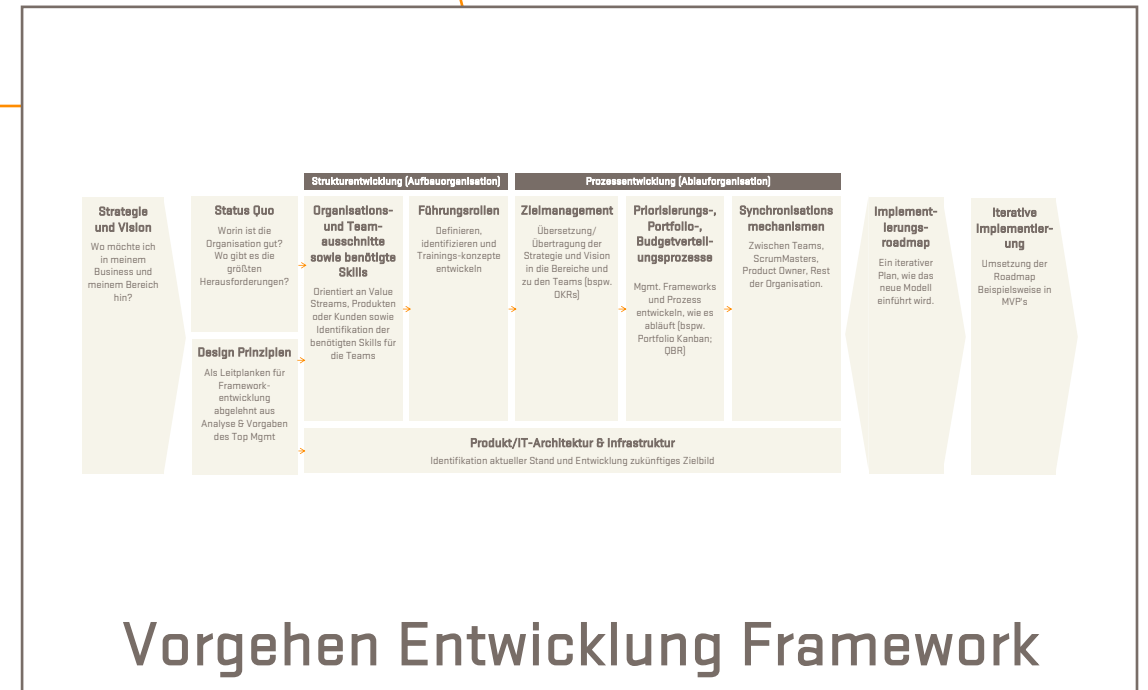 Strukturentwicklung (Aufbauorganisation)
Prozessentwicklung (Ablauforganisation)
Strategie
und Vision
Wo möchte ich
in meinem
Business und
meinem Bereich
hin?
Status Quo
Worin ist die
Organisation gut?
Wo gibt es die
größten
Herausforderungen?
Design Prinzipien
Als Leitplanken für
Framework-
entwicklung
abgelehnt aus
Analyse & Vorgaben
des Top Mgmt
Organisations-
und Team-
ausschnitte
sowie benötigte
Skills
Orientiert an Value
Streams, Produkten
oder Kunden sowie
Identifikation der
benötigten Skills für
die Teams
Führungsrollen
Definieren,
identifizieren und
Trainings-konzepte
entwickeln
Zielmanagement
Übersetzung/
Übertragung der
Strategie und Vision
in die Bereiche und
zu den Teams (bspw.
OKRs)
Priorisierungs-,
Portfolio-,
Budgetverteil-
ungsprozesse
Mgmt. Frameworks
und Prozess
entwickeln, wie es
abläuft (bspw.
Portfolio Kanban;
QBR)
Synchronisations
mechanismen
Zwischen Teams,
ScrumMasters,
Product Owner, Rest
der Organisation.
Produkt/IT-Architektur & Infrastruktur
Identifikation aktueller Stand und Entwicklung zukünftiges Zielbild
Implement-
ierungs-
roadmap
Ein iterativer
Plan, wie das
neue Modell
einführt wird.
Iterative
Implementier-
ung
Umsetzung der
Roadmap
Beispielsweise in
MVP's
Vorgehen Entwicklung Framework